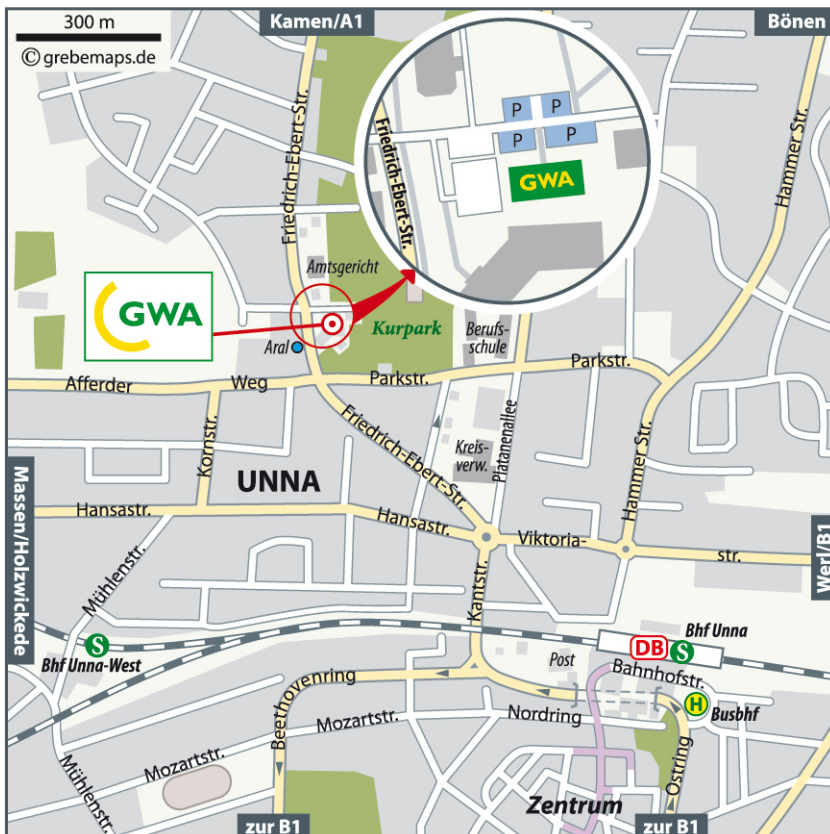 300 m
© grebemaps.de
Kamen/A1
Bönen
Friedrich-Ebert-Str.
Friedrich-Ebert-Str.
Hammer Str.
P
P
P
P
GWA
Amtsgericht
GWA
Kurpark
Berufs-
schule
Aral
Afferder
Weg
Parkstr.
Parkstr.
Kornstr.
Friedrich-Ebert-Str.
Kreis-
verw.
Platanenallee
Hammer Str.
UNNA
Massen/Holzwickede
Hansastr.
Hansastr.
Viktoria-
str.
Werl/B1
Mühlenstr.
Kantstr.
S
Bhf Unna-West
DB
S
Bhf Unna
Post
Bahnhofstr.
Beethovenring
Nordring
H
Busbhf
Mozartstr.
Mozartstr.
Mühlenstr.
Ostring
Zentrum
zur B1
zur B1